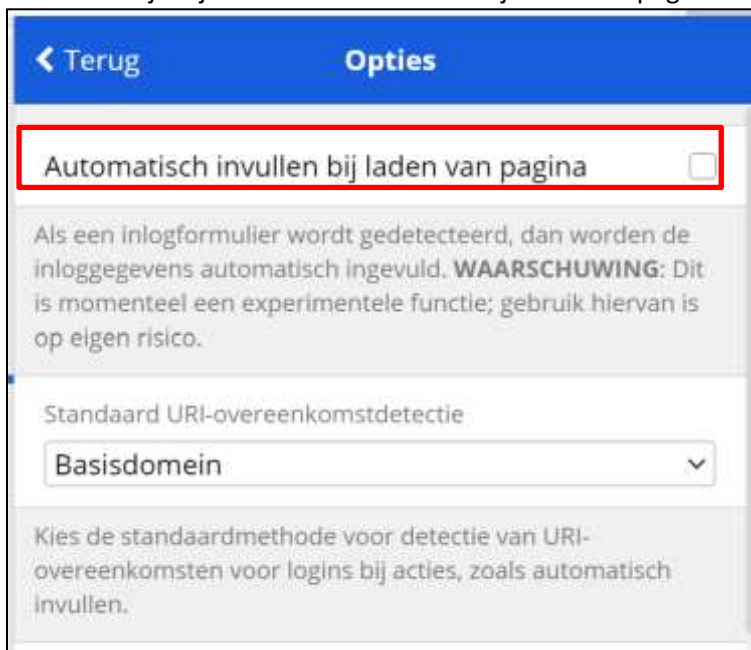 Terug
Opties
Automatisch invullen bij laden van pagina
Als een inlogformulier wordt gedetecteerd, dan worden de
inloggegevens automatisch ingevuld. WAARSCHUWING: Dit
is momenteel een experimentele functie; gebruik hiervan is
op eigen risico.
Standaard URI-overeenkomstdetectie
Basisdomein
Kies de standaardmethode voor detectie van URI-
overeenkomsten voor logins bij acties, zoals automatisch
invullen.